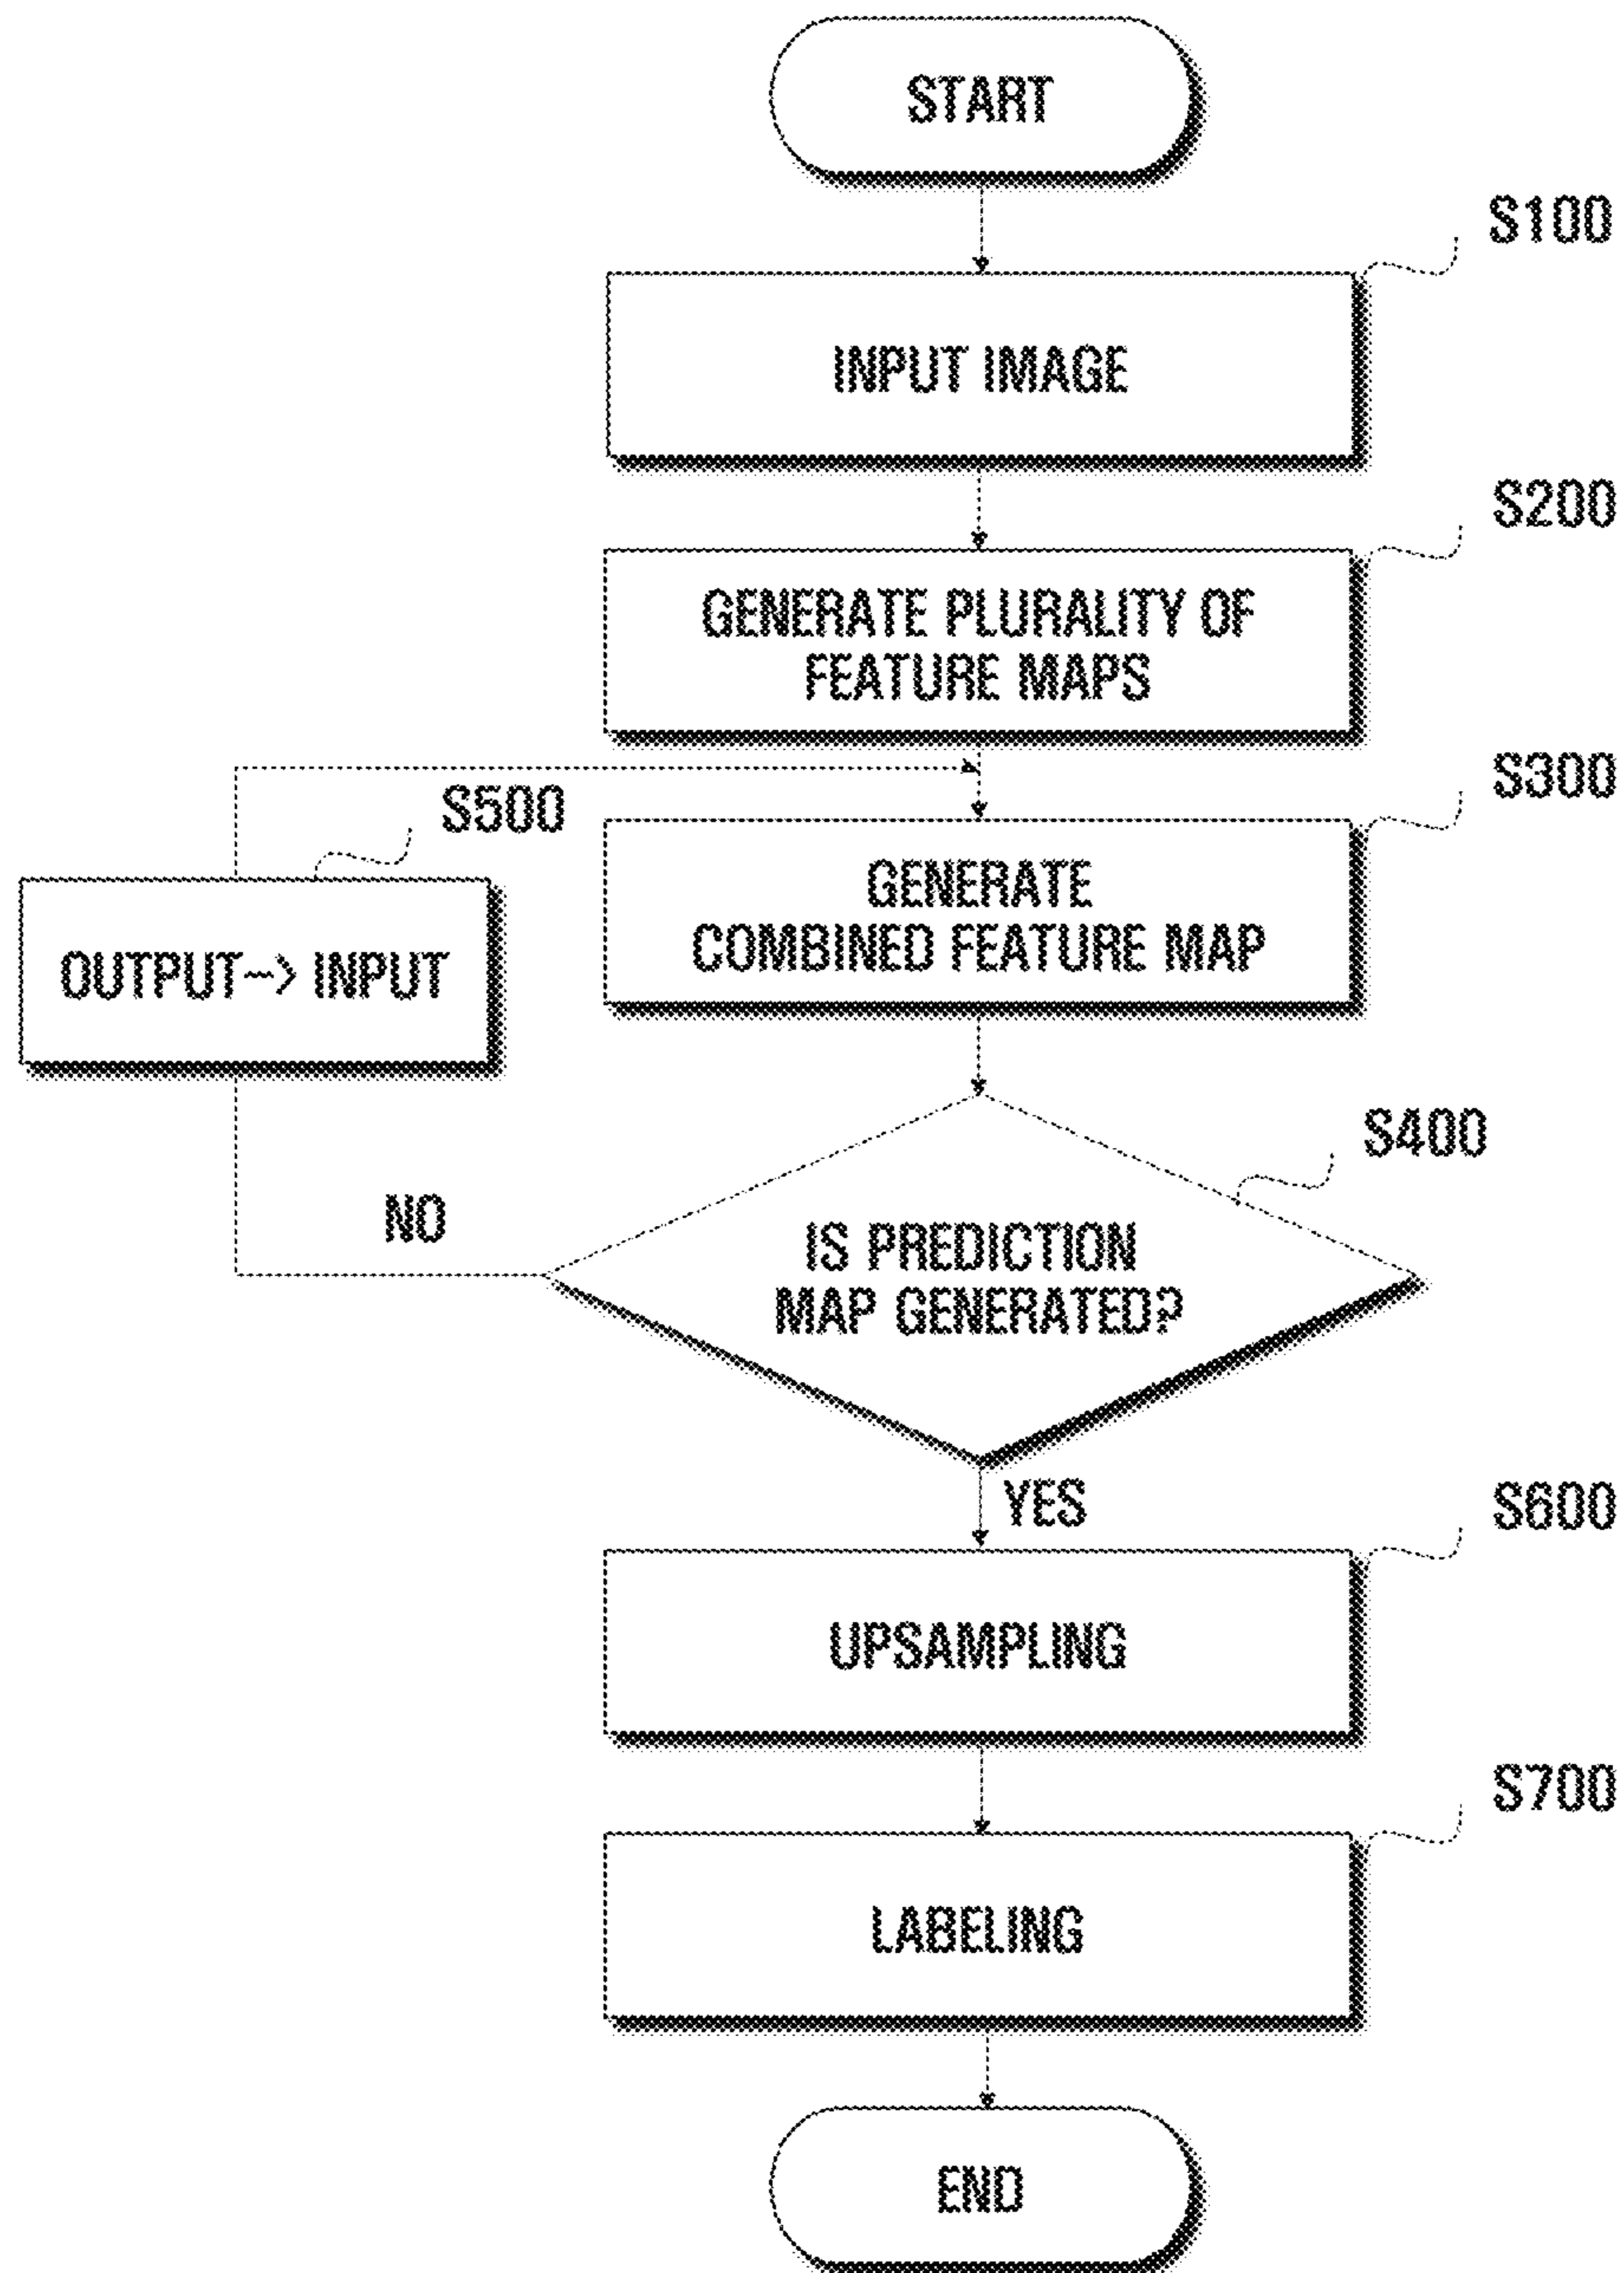 START
S100
INPUT IMAGE
S200
GENERATE PLURALITY OF
FEATURE MAPS
S300
S500
GENERATE
COMBINED FEATURE MAP
OUTPUT--> INPUT
S400
NO
IS PREDICTION
MAP GENERATED?
YES
S600
UPSAMPLING
S700
LABELING
END